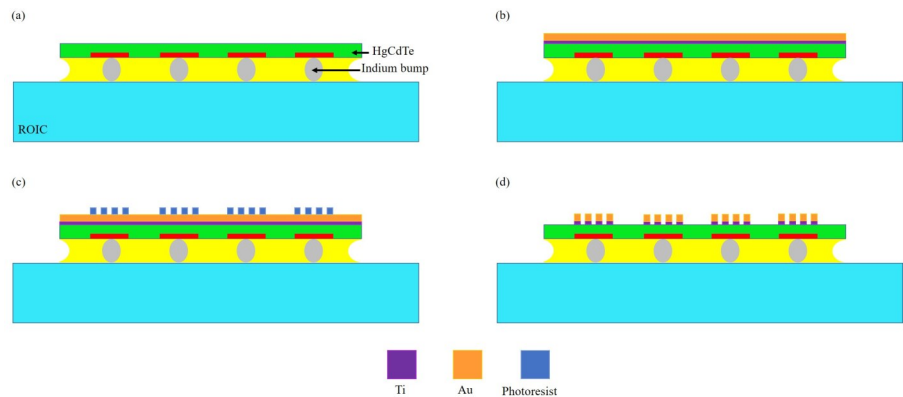 (a)
(b)
HgCdTe
Indium bump
ROIC
(c)
(d)
Ti
Au
Photoresist